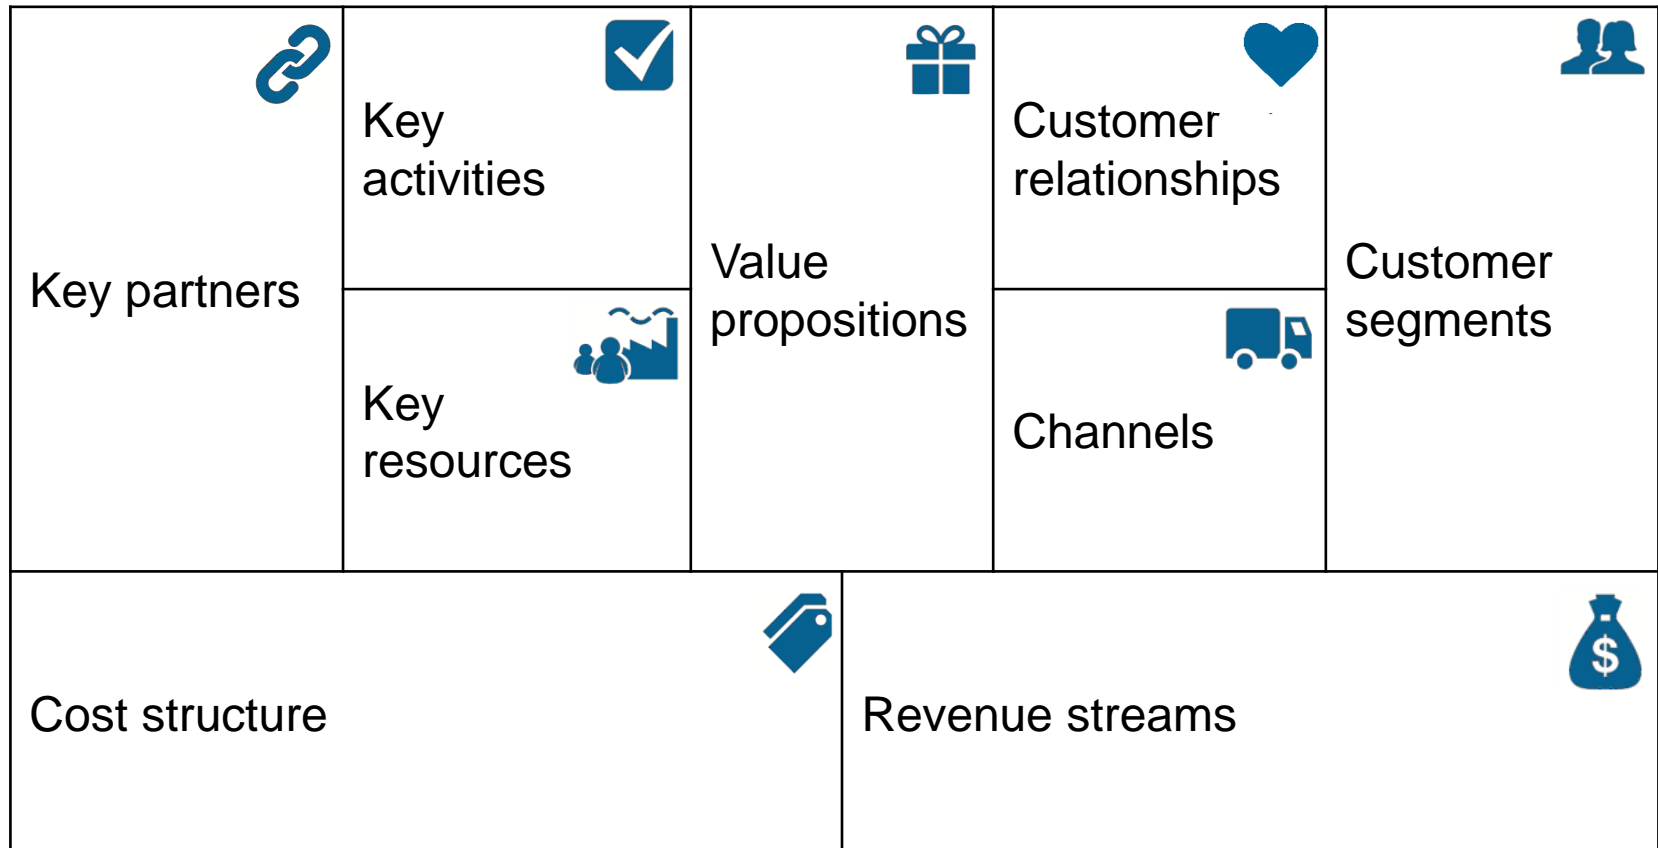 Key partners
Key
activities
Key
resources
Value
propositions
Customer
relationships
Channels
Customer
segments
Cost structure
Revenue streams
$